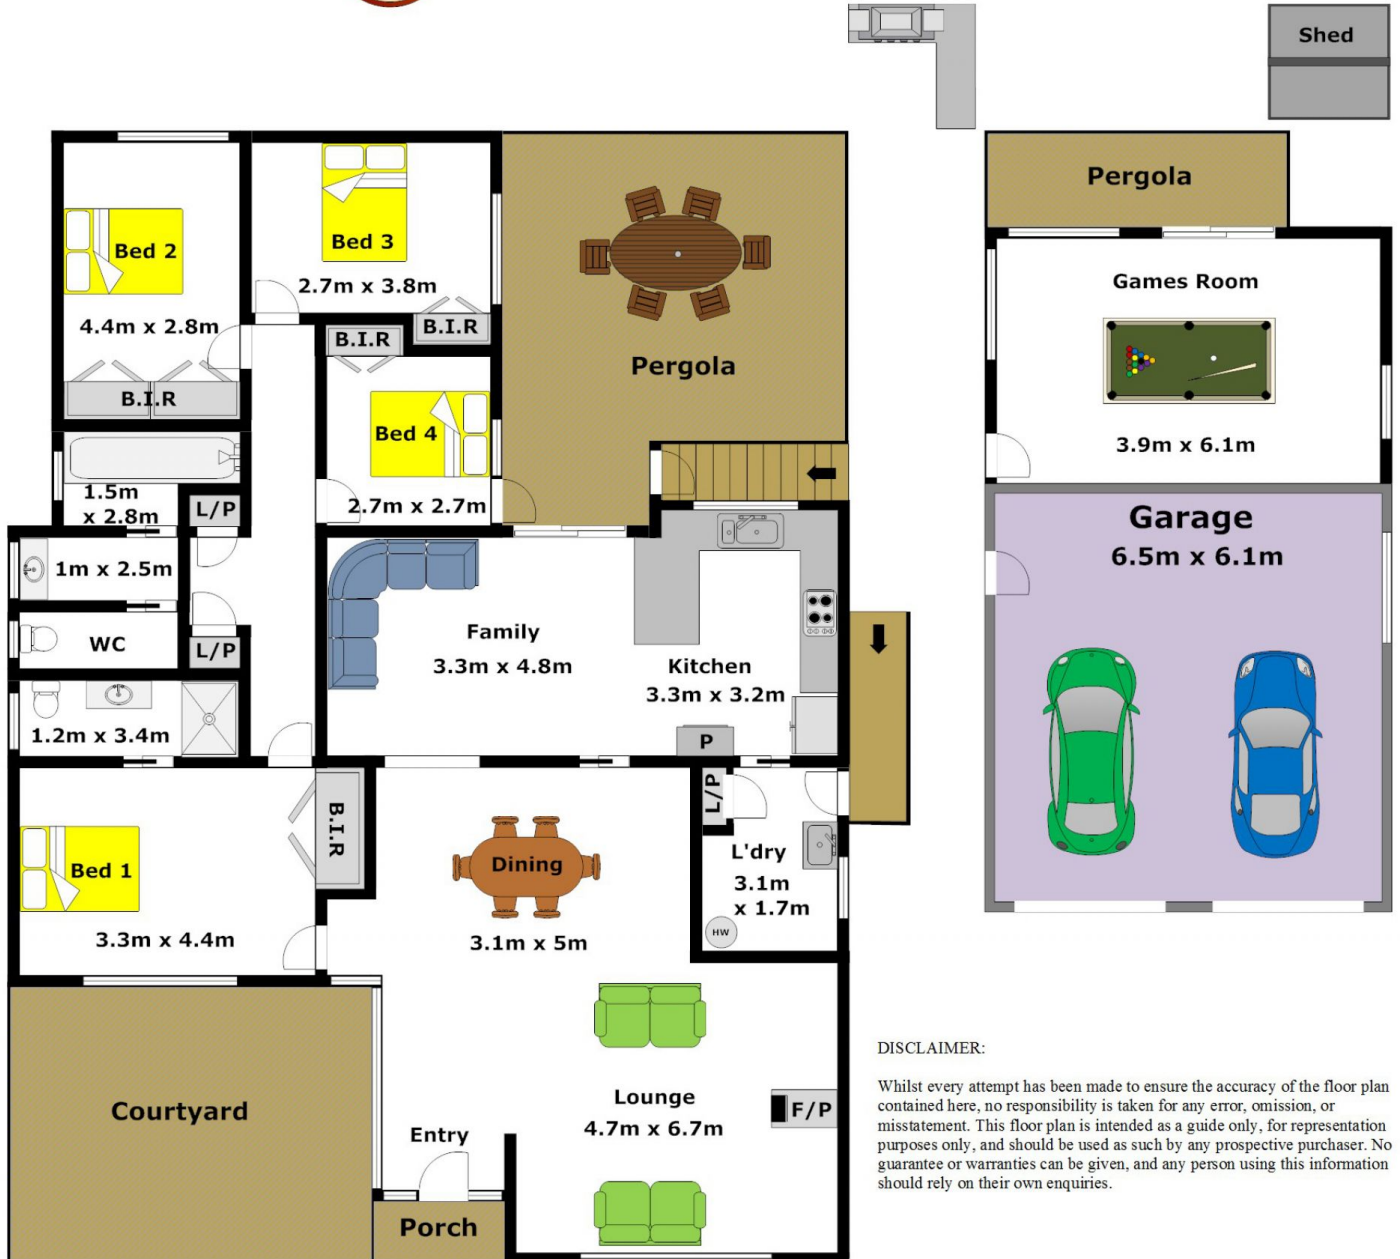 Shed
Pergola
Bed 2
4.4m x 2.8m
B.I.R
Bed 3
2.7m x 3.8m
B.I.R
B.I.R
Bed 4
2.7m x 2.7m
Pergola
Games Room
3.9m x 6.1m
Garage
6.5m x 6.1m
1.5m
x 2.8m
L/P
1m x 2.5m
WC
L/P
1.2m x 3.4m
Family
3.3m x 4.8m
Kitchen
3.3m x 3.2m
P
Bed 1
3.3m x 4.4m
B.I.R
Dining
3.1m x 5m
L/P
L'dry
3.1m
x 1.7m
HW
Courtyard
Entry
Porch
Lounge
4.7m x 6.7m
F/P
DISCLAIMER:
Whilst every attempt has been made to ensure the accuracy of the floor plan
contained here, no responsibility is taken for any error, omission, or
misstatement. This floor plan is intended as a guide only, for representation
purposes only, and should be used as such by any prospective purchaser. No
guarantee or warranties can be given, and any person using this information
should rely on their own enquiries.